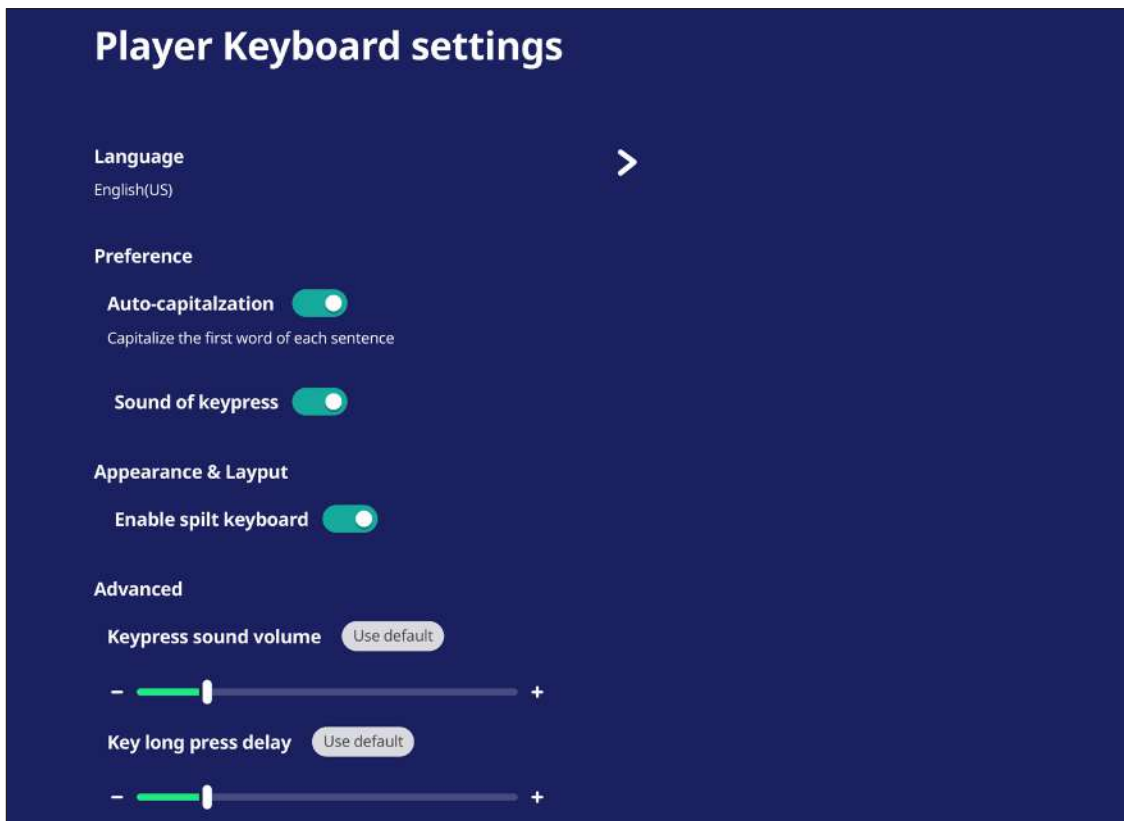 Player Keyboard settings
Language
English(US)
Preference
Auto-capitalzation
Capitalize the first word of each sentence
Sound of keypress
Appearance & Layput
Enable spilt keyboard
Advanced
Keypress sound volume Use default
- +
Key long press delay Use default
- +